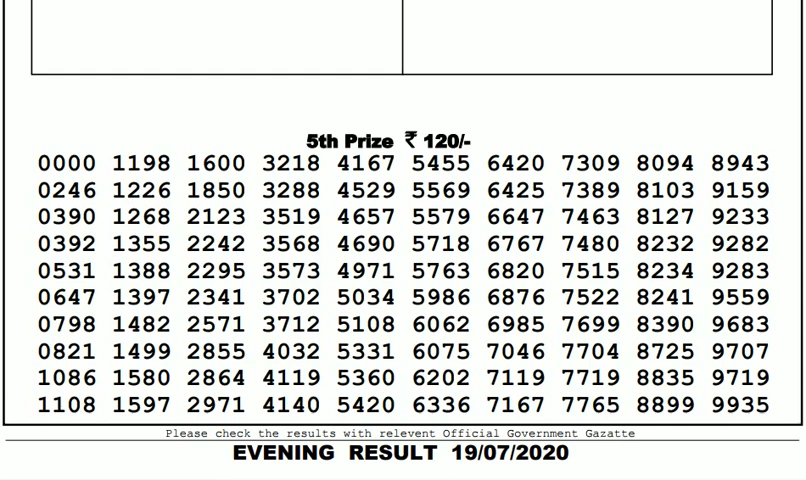 5th Prize ₹ 120/-
0000 1198 1600 3218 4167 5455 6420 7309 8094 8943
0246 1226 1850 3288 4529 5569 6425 7389 8103 9159
0390 1268 2123 3519 4657 5579 6647 7463 8127 9233
0392 1355 2242 3568 4690 5718 6767 7480 8232 9282
0531 1388 2295 3573 4971 5763 6820 7515 8234 9283
0647 1397 2341 3702 5034 5986 6876 7522 8241 9559
0798 1482 2571 3712 5108 6062 6985 7699 8390 9683
0821 1499 2855 4032 5331 6075 7046 7704 8725 9707
1086 1580 2864 4119 5360 6202 7119 7719 8835 9719
1108 1597 2971 4140 5420 6336 7167 7765 8899 9935
Please check the results with relevent Official Government Gazatte
EVENING RESULT 19/07/2020